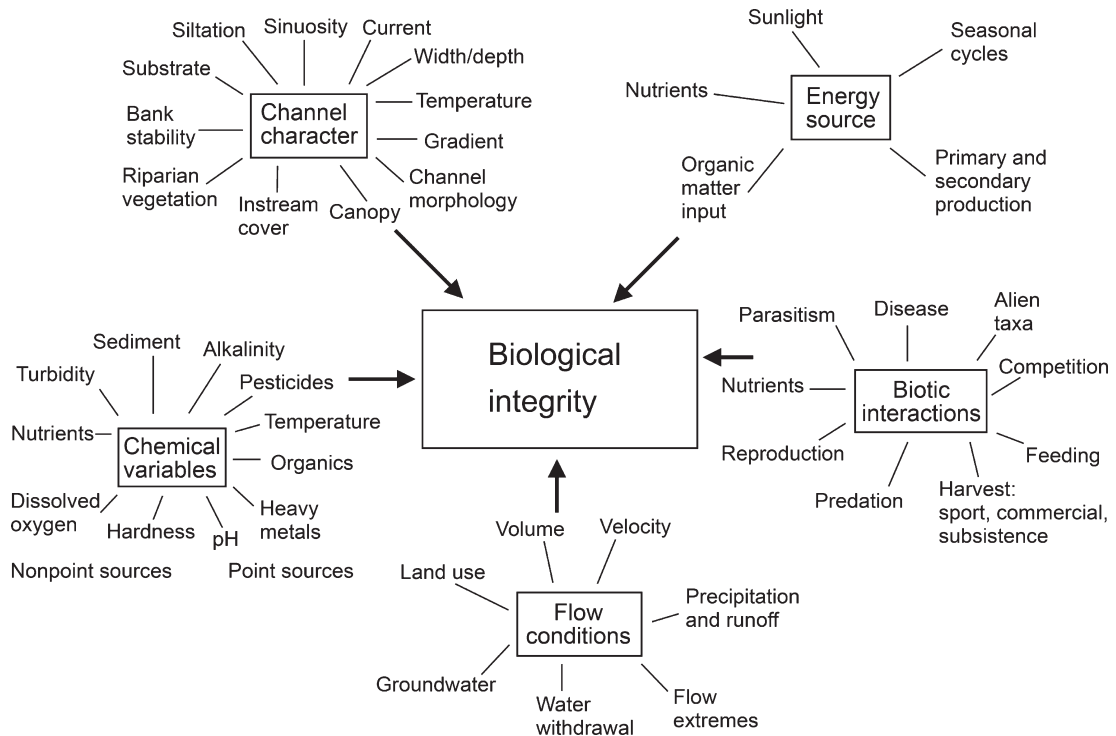 Siltation
Sinuosity
Current
Width/depth
Substrate
Temperature
Bank
stability
Channel
character
Gradient
Riparian
vegetation
Instream
cover
Canopy
Channel
morphology
Sunlight
Seasonal
cycles
Nutrients
Energy
source
Organic
matter
input
Primary and
secondary
production
Biological
integrity
Sediment
Alkalinity
Turbidity
Pesticides
Temperature
Nutrients
Chemical
variables
Organics
Dissolved
oxygen
Hardness
pH
Heavy
metals
Nonpoint sources
Point sources
Parasitism
Disease
Alien
taxa
Competition
Nutrients
Biotic
interactions
Reproduction
Feeding
Predation
Harvest:
sport, commercial,
subsistence
Volume
Velocity
Land use
Flow
conditions
Precipitation
and runoff
Groundwater
Water
withdrawal
Flow
extremes